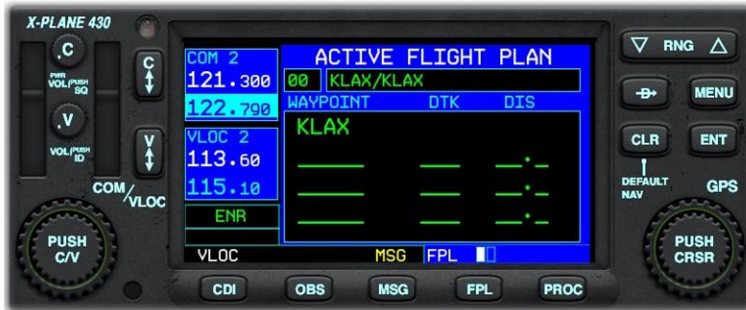 X-PLANE 430
C
PWR
VOL/PUSH
SQ
V
VOL/PUSH
ID
C
V
COM/VLOC
PUSH
C/V
COM 2
121.300
122.790
VLOC 2
113.60
115.10
ENR
VLOC
MSG
FPL
ACTIVE FLIGHT PLAN
00 KLAX/KLAX
WAYPOINT DTK DIS
KLAX
CDI
OBS
MSG
FPL
PROC
RNG
D
MENU
CLR
ENT
DEFAULT
NAV
GPS
PUSH
CRSR